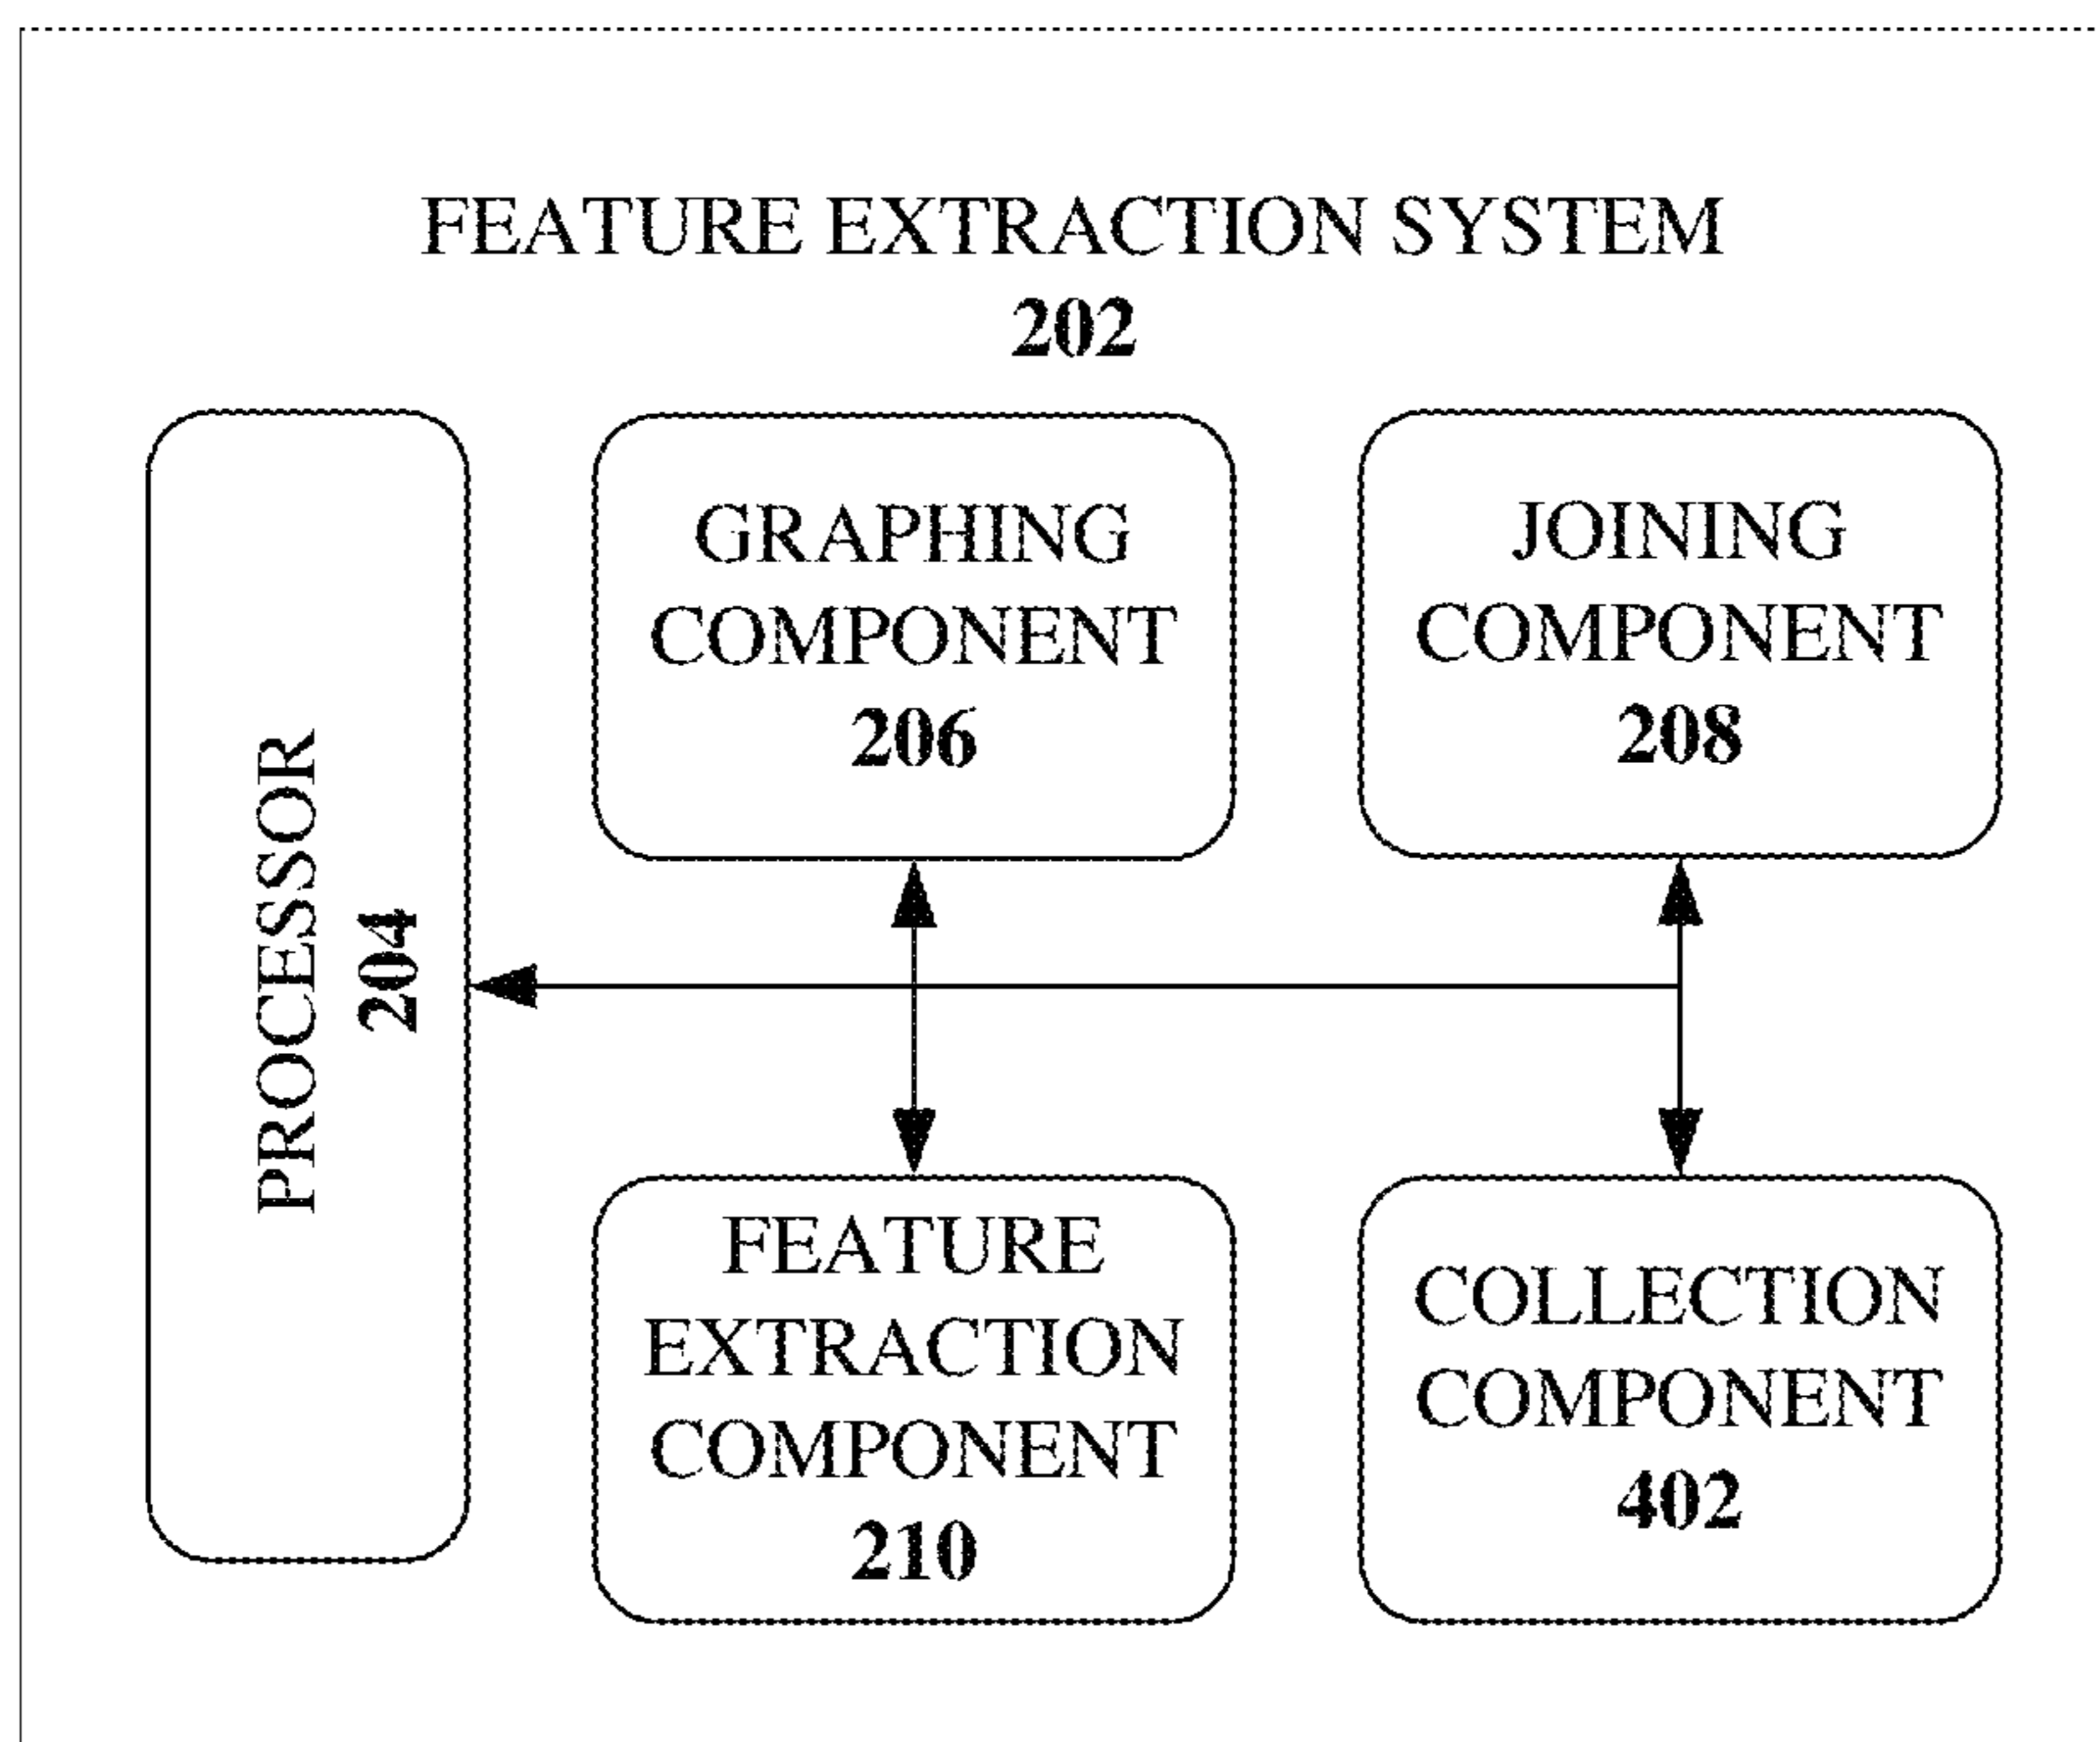 FEATURE EXTRACTION SYSTEM
202
PROCESSOR
204
GRAPHING
COMPONENT
206
JOINING
COMPONENT
208
FEATURE
EXTRACTION
COMPONENT
210
COLLECTION
COMPONENT
402